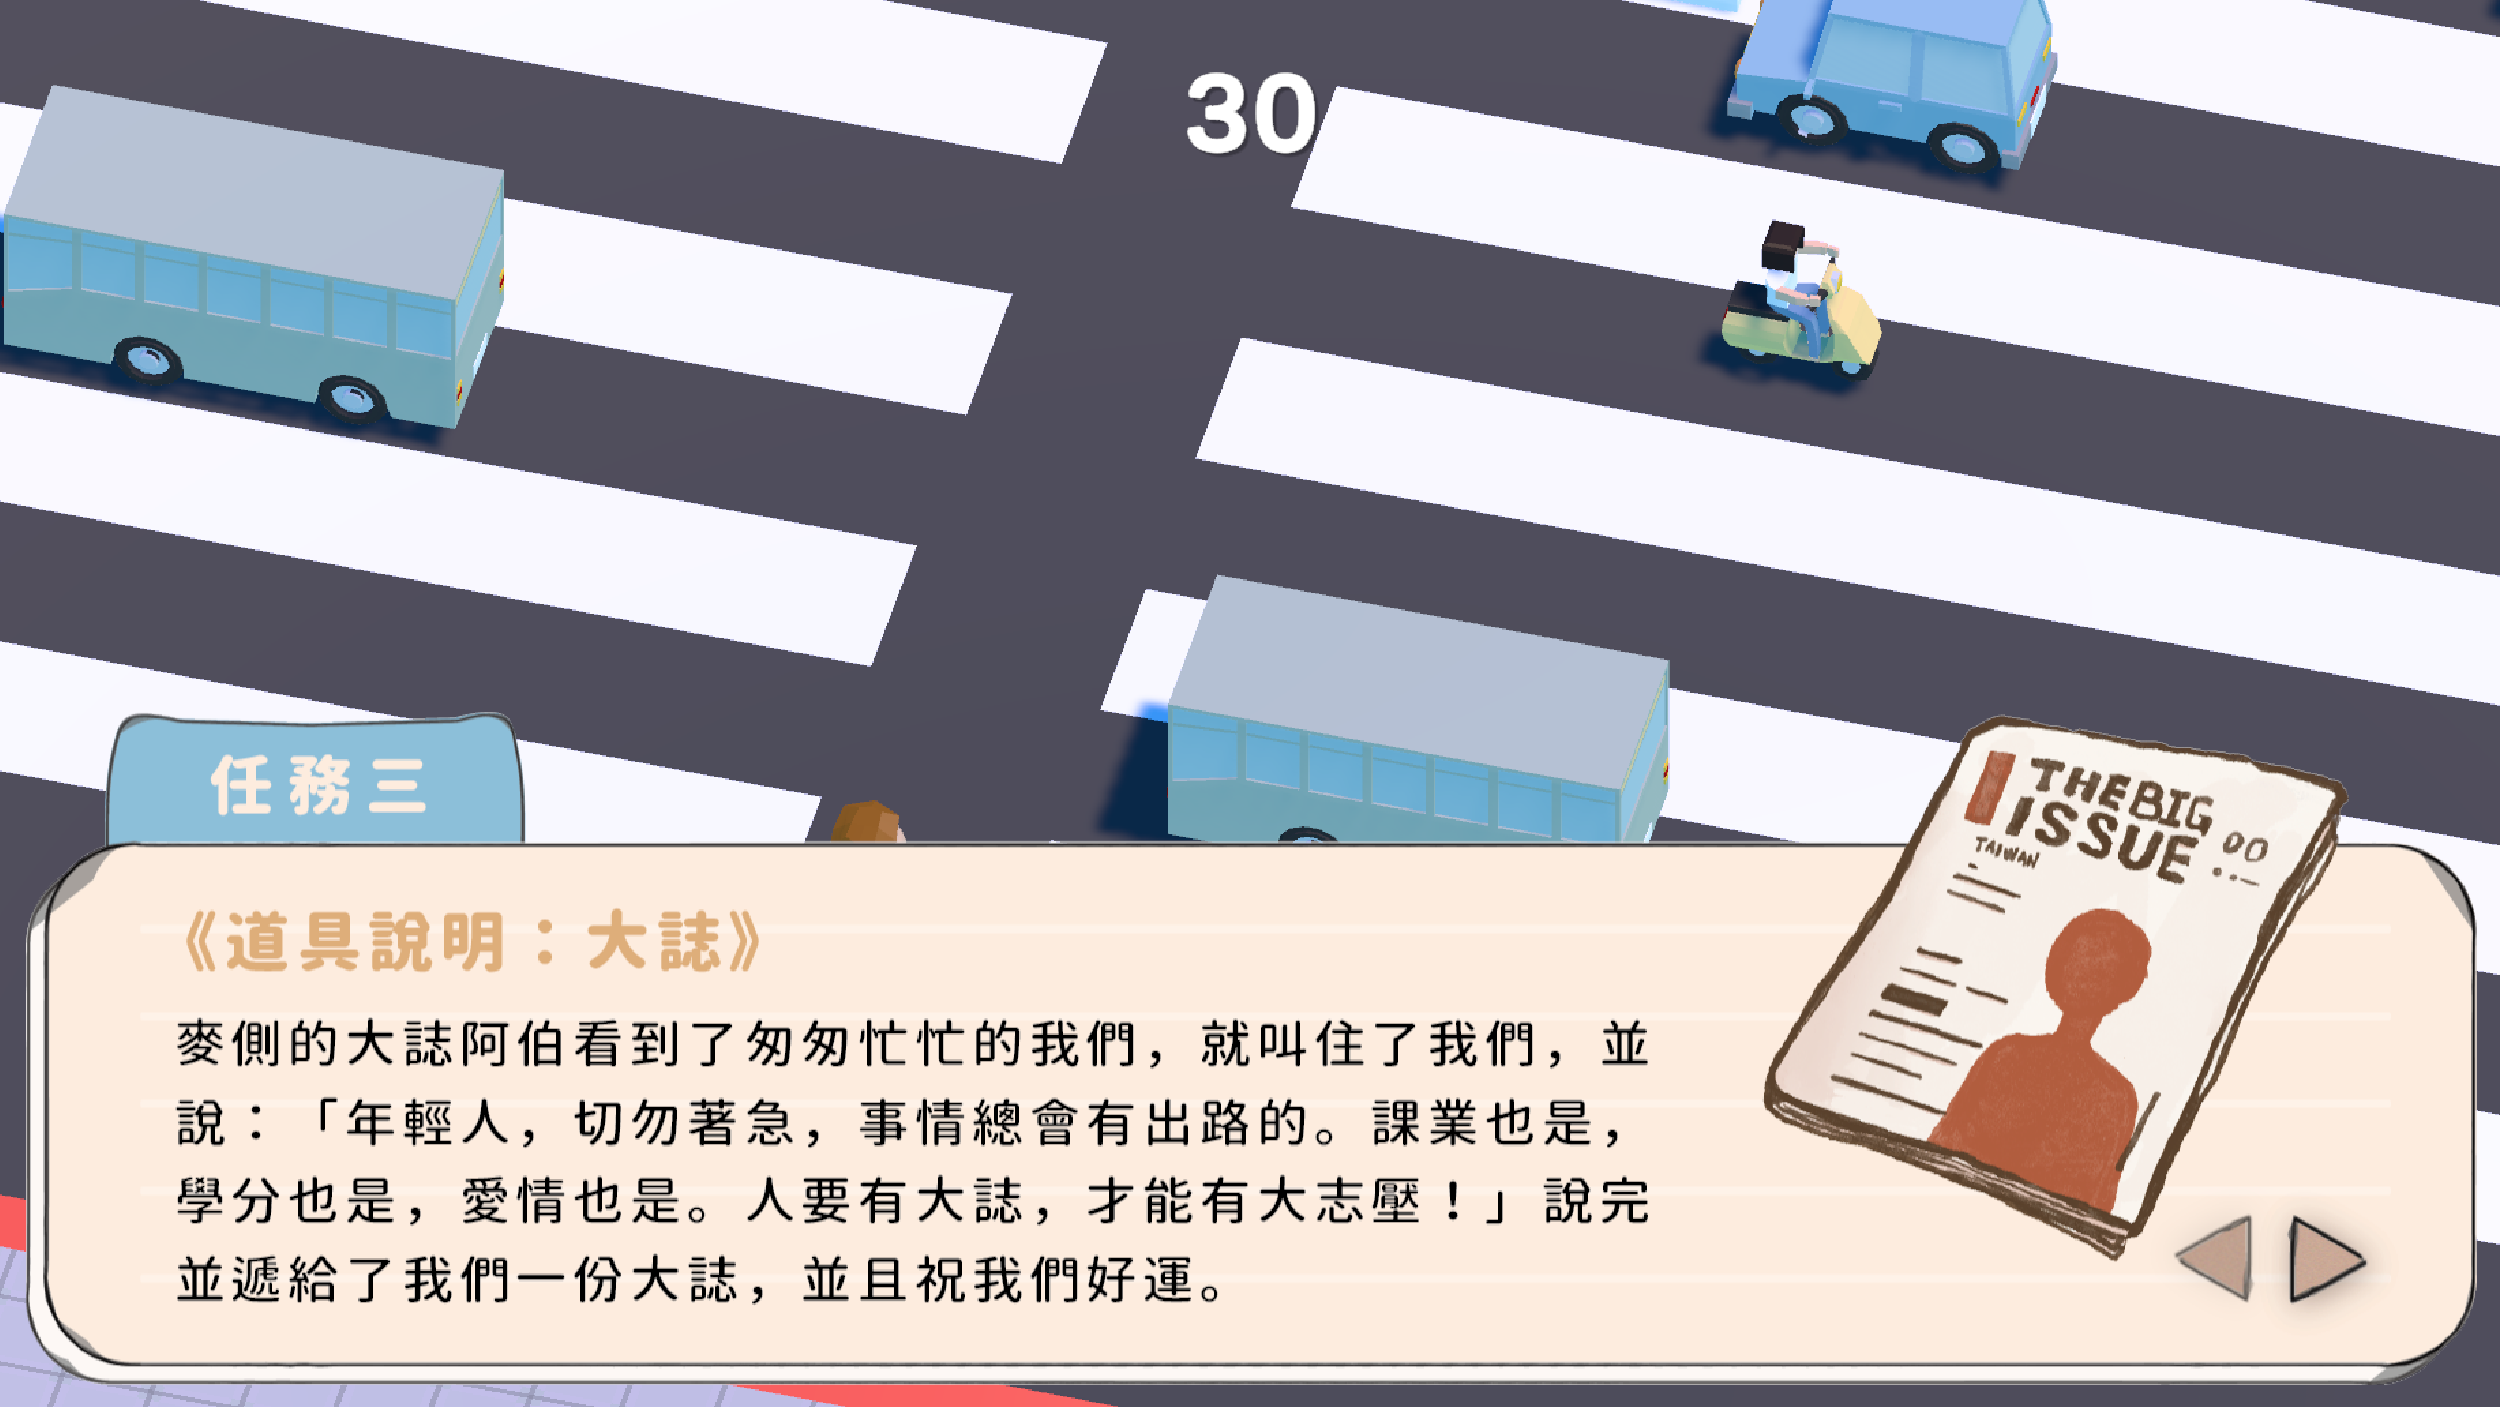 30
任務三
THE BIG
ISSUE
TAIWAN
《道具說明：大誌》
麥側的大誌阿伯看到了匆匆忙忙的我們，就叫住了我們，並
說：「年輕人，切勿著急，事情總會有出路的。課業也是，
學分也是，愛情也是。人要有大誌，才能有大志壓！」說完
並遞給了我們一份大誌，並且祝我們好運。